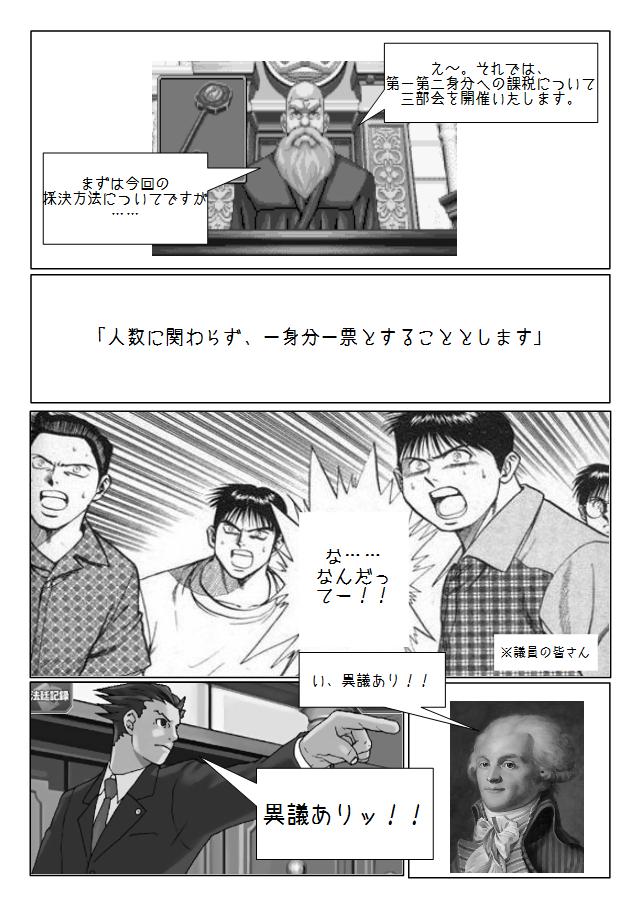 え～。それでは、
第一第二身分への課税について
三部会を開催いたします。
まずは今回の
採決方法についてですが
……
「人数に関わらず、一身分一票とすることとします」
な……
なんだっ
てー！！
※議員の皆さん
い、異議あり！！
法廷記録
異議ありッ！！